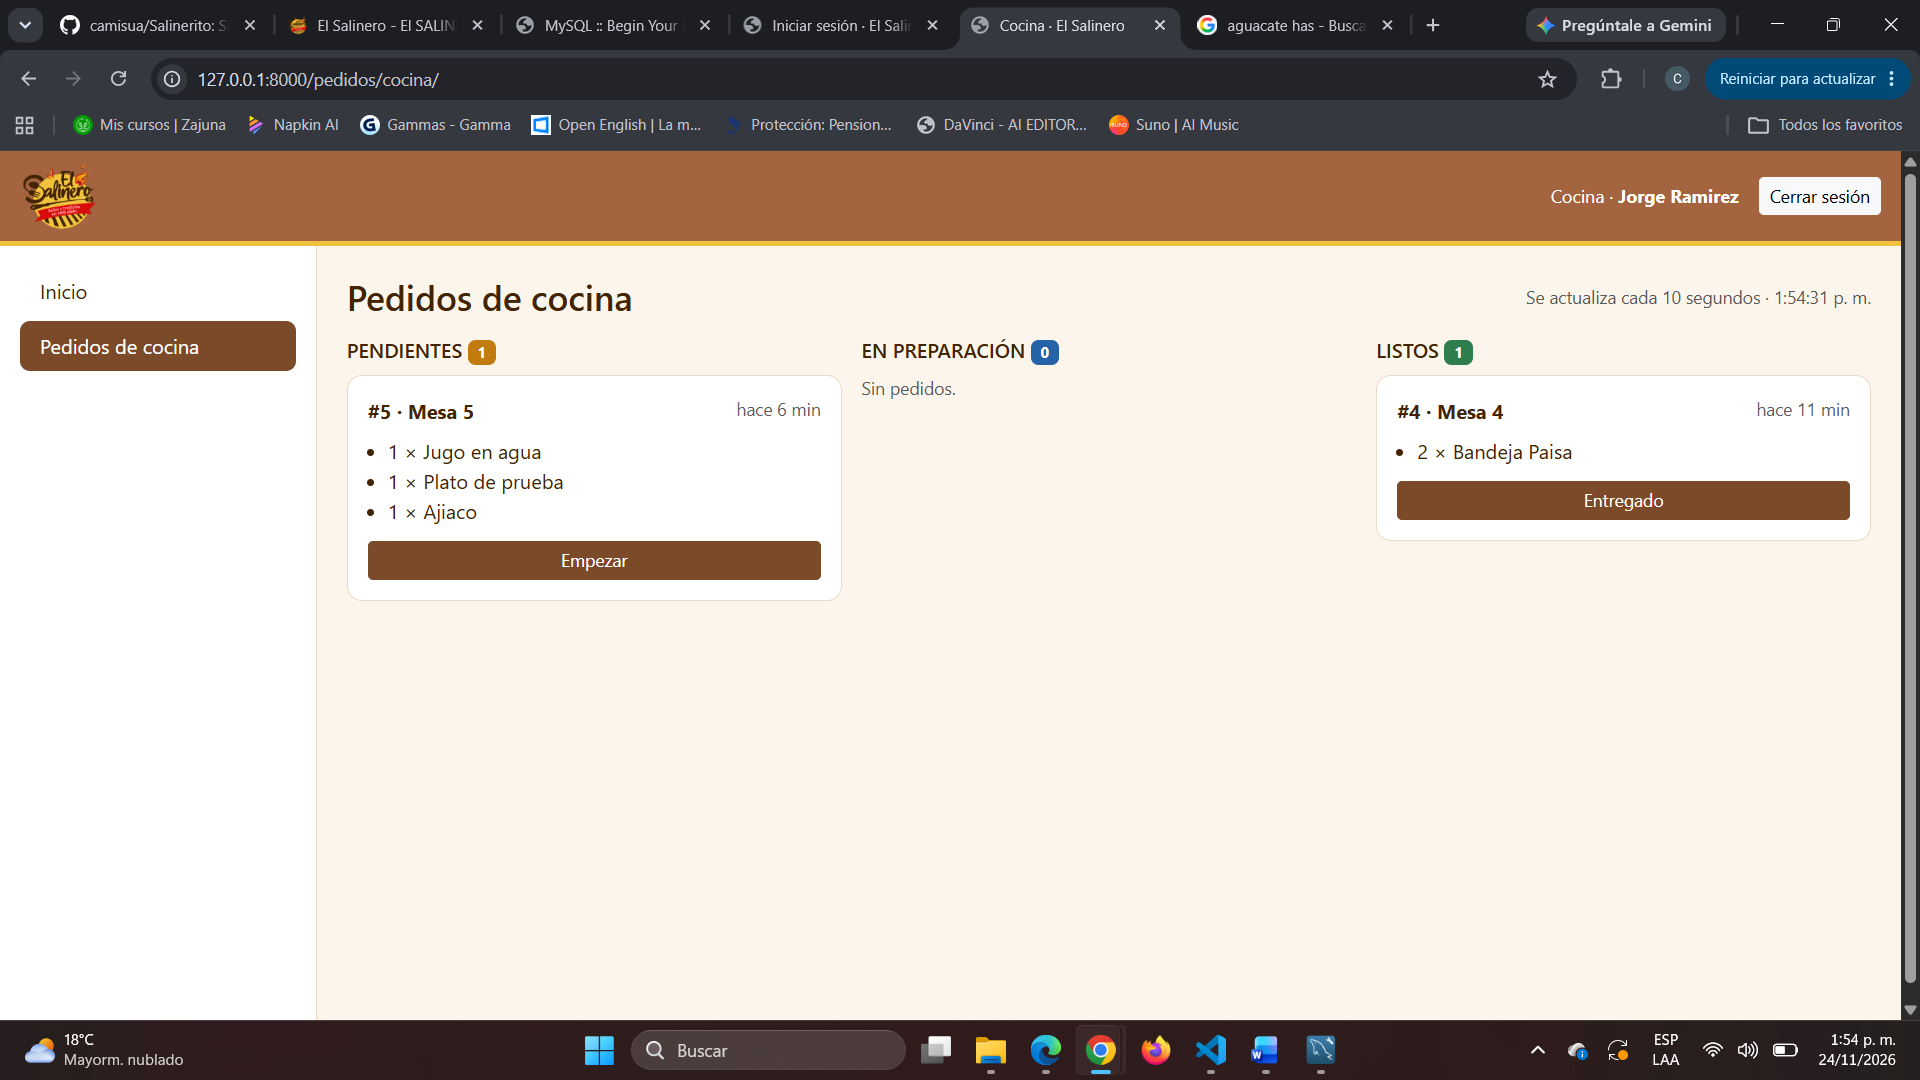 camisua/Salinerito: S
El Salinero - El SALIN
MySQL :: Begin Your
Iniciar sesión · El Salin
Cocina · El Salinero
aguacate has - Busca
Pregúntale a Gemini
127.0.0.1:8000/pedidos/cocina/
C
Reiniciar para actualizar
Mis cursos | Zajuna
Napkin AI
Gammas - Gamma
Open English | La m...
Protección: Pension...
DaVinci - AI EDITOR...
Suno | AI Music
Todos los favoritos
El Salinero
Cocina · Jorge Ramirez
Cerrar sesión
Inicio
Pedidos de cocina
Pedidos de cocina
Se actualiza cada 10 segundos · 1:54:31 p. m.
PENDIENTES 1
#5 · Mesa 5
hace 6 min
1 × Jugo en agua
1 × Plato de prueba
1 × Ajiaco
Empezar
EN PREPARACIÓN 0
Sin pedidos.
LISTOS 1
#4 · Mesa 4
hace 11 min
2 × Bandeja Paisa
Entregado
18°C
Mayorm. nublado
Buscar
ESP
LAA
1:54 p. m.
24/11/2026